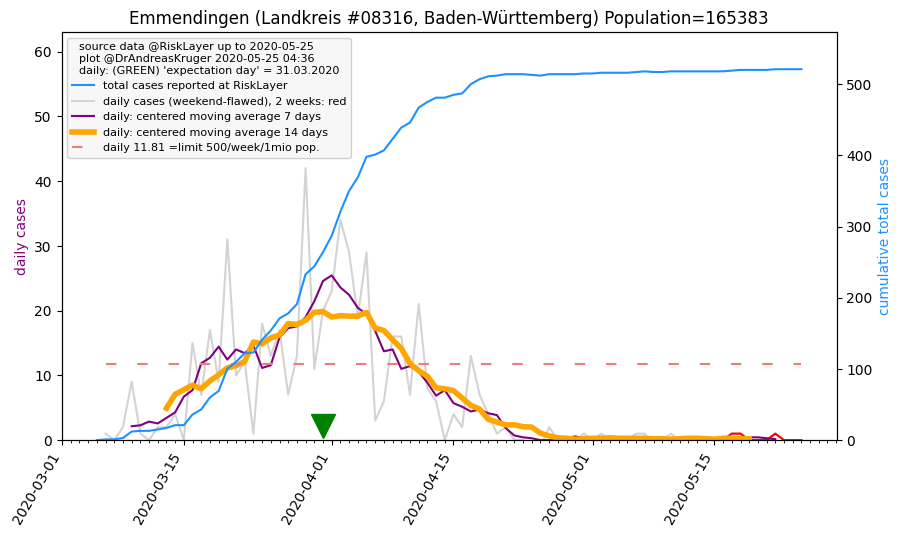 Emmendingen (Landkreis #08316, Baden-Württemberg) Population=165383
source data @RiskLayer up to 2020-05-25
plot @DrAndreasKruger 2020-05-25 04:36
daily: (GREEN) 'expectation day' = 31.03.2020
total cases reported at RiskLayer
daily cases (weekend-flawed), 2 weeks: red
daily: centered moving average 7 days
daily: centered moving average 14 days
daily 11.81 =limit 500/week/1mio pop.
daily cases
60
50
40
30
20
10
0
cumulative total cases
500
400
300
200
100
0
2020-03-01
2020-03-15
2020-04-01
2020-04-15
2020-05-01
2020-05-15